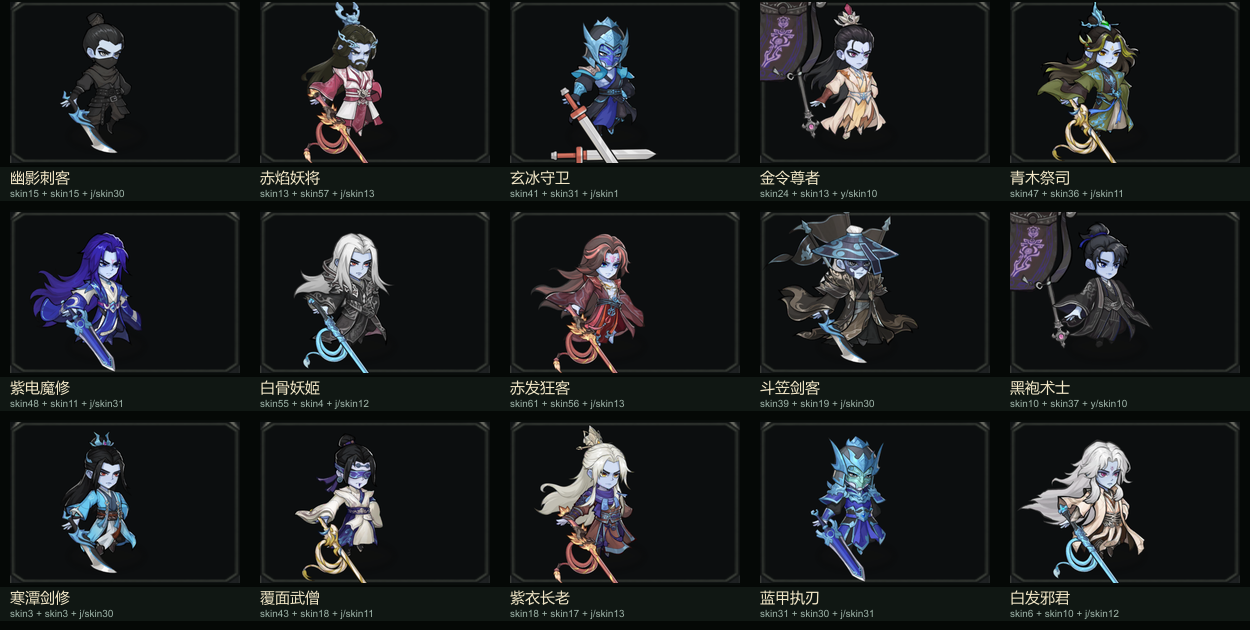 幽影刺客
skin15 + skin15 + j/skin30
赤焰妖将
skin13 + skin57 + j/skin13
玄冰守卫
skin41 + skin31 + j/skin1
金令尊者
skin24 + skin13 + y/skin10
青木祭司
skin47 + skin36 + j/skin11
紫电魔修
skin48 + skin11 + j/skin31
白骨妖姬
skin55 + skin4 + j/skin12
赤发狂客
skin61 + skin56 + j/skin13
斗笠剑客
skin39 + skin19 + j/skin30
黑袍术士
skin10 + skin37 + y/skin10
寒潭剑修
skin3 + skin3 + j/skin30
覆面武僧
skin43 + skin18 + j/skin11
紫衣长老
skin18 + skin17 + j/skin13
蓝甲执刃
skin31 + skin30 + j/skin31
白发邪君
skin6 + skin10 + j/skin12